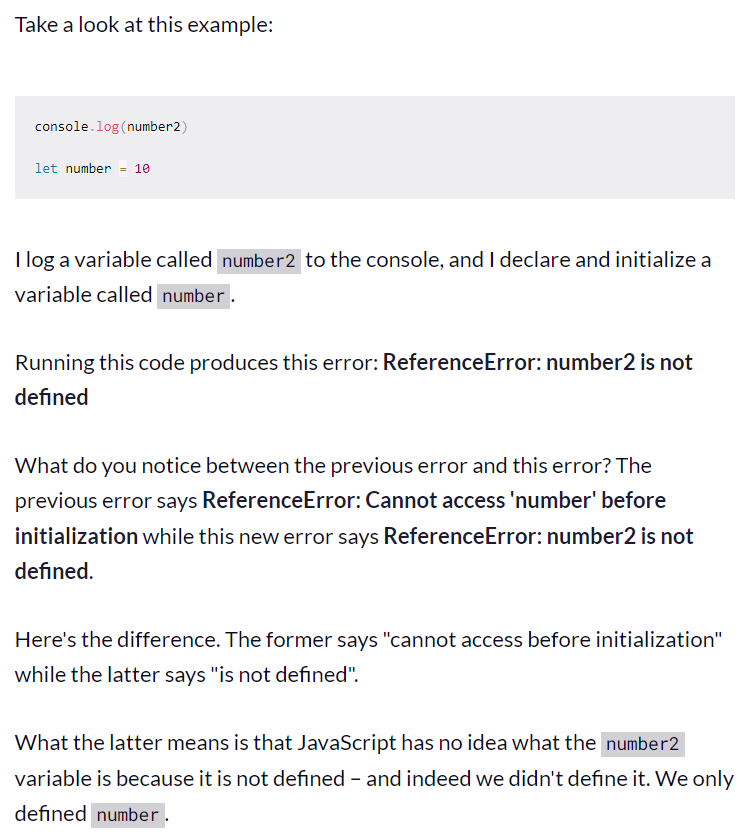 Take a look at this example:
console.log(number2)
let number = 10
I log a variable called number2 to the console, and I declare and initialize a
variable called number.
Running this code produces this error: ReferenceError: number2 is not
defined
What do you notice between the previous error and this error? The
previous error says ReferenceError: Cannot access 'number' before
initialization while this new error says ReferenceError: number2 is not
defined.
Here's the difference. The former says "cannot access before initialization"
while the latter says "is not defined".
What the latter means is that JavaScript has no idea what the number2
variable is because it is not defined – and indeed we didn't define it. We only
defined number.